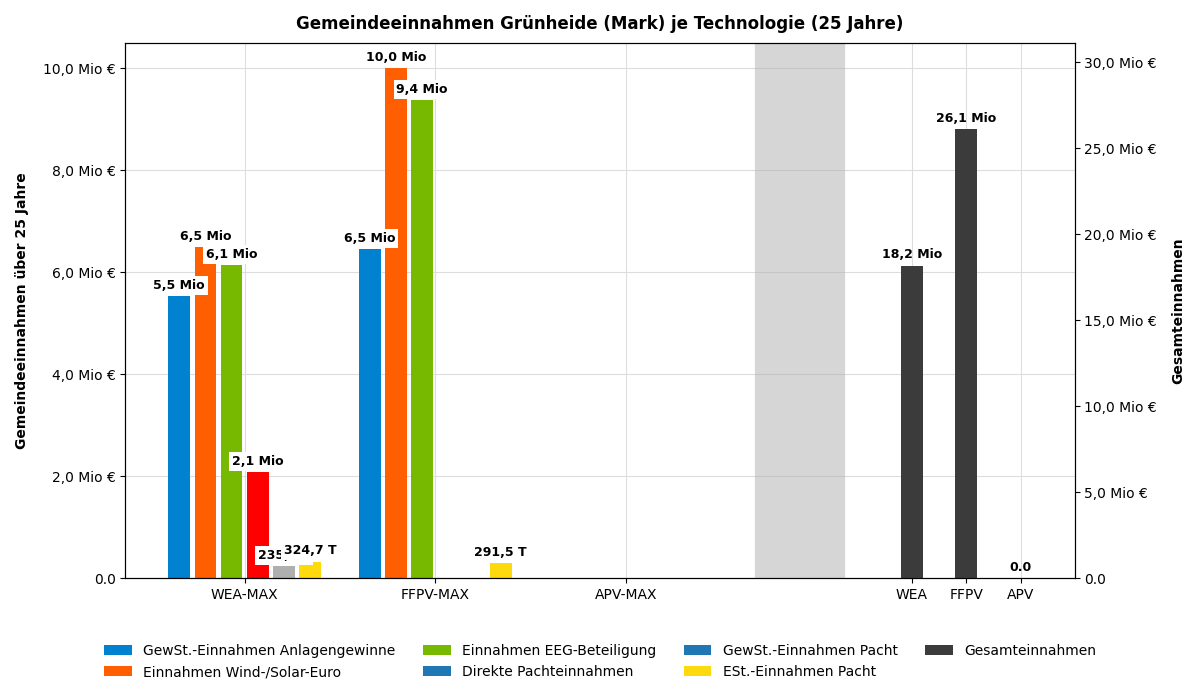 Gemeindeeinnahmen Grünheide (Mark) je Technologie (25 Jahre)
Gemeindeeinnahmen über 25 Jahre
10,0 Mio €
8,0 Mio €
6,0 Mio €
4,0 Mio €
2,0 Mio €
0.0
5,5 Mio
6,5 Mio
6,1 Mio
2,1 Mio
324,7 T
6,5 Mio
10,0 Mio
9,4 Mio
291,5 T
18,2 Mio
26,1 Mio
0.0
30,0 Mio €
25,0 Mio €
20,0 Mio €
15,0 Mio €
10,0 Mio €
5,0 Mio €
0.0
Gesamteinnahmen
WEA-MAX
FFPV-MAX
APV-MAX
WEA
FFPV
APV
GewSt.-Einnahmen Anlagengewinne
Einnahmen Wind-/Solar-Euro
Einnahmen EEG-Beteiligung
Direkte Pachteinnahmen
GewSt.-Einnahmen Pacht
ESt.-Einnahmen Pacht
Gesamteinnahmen